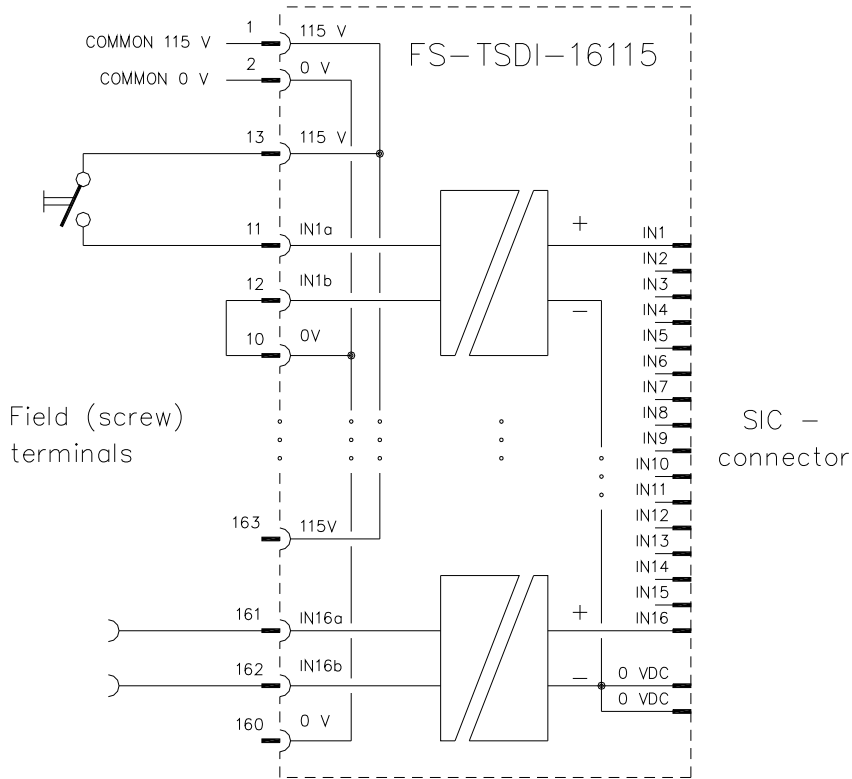 FS-TSDI-16115
1
COMMON 115 V
115 V
2
COMMON 0 V
0 V
13
115 V
11
IN1a
12
IN1b
10
0V
+
−
IN1
IN2
IN3
IN4
IN5
IN6
IN7
IN8
IN9
IN10
IN11
IN12
IN13
IN14
IN15
IN16
Field (screw)
terminals
SIC –
connector
163
115V
161
IN16a
162
IN16b
160
0 V
+
−
0 VDC
0 VDC